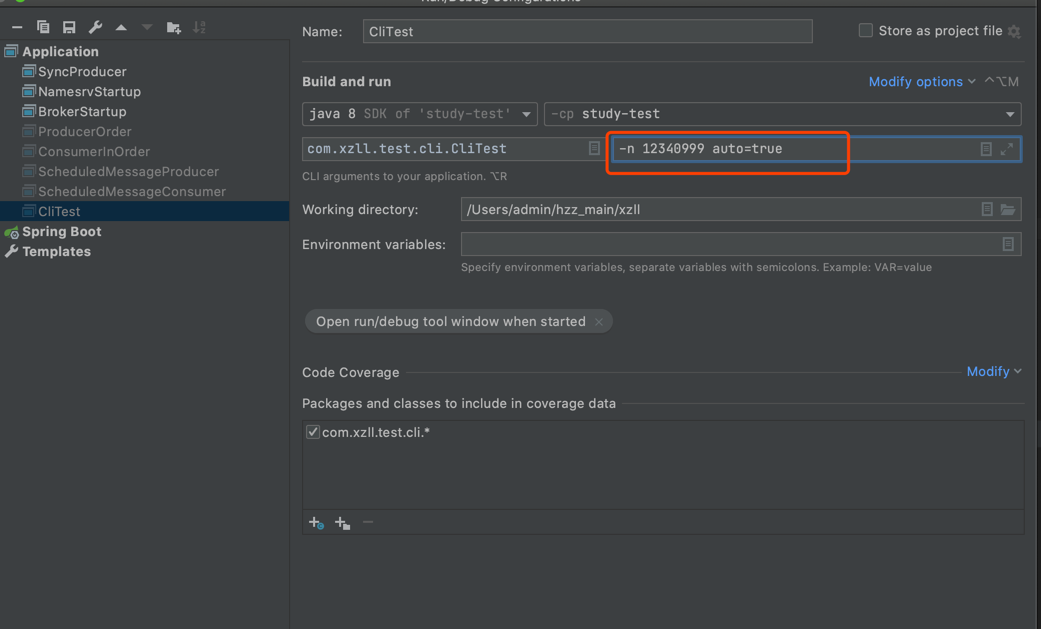 Run/Debug Configurations
Name: CliTest Store as project file
Application
SyncProducer
NamesrvStartup
BrokerStartup
ProducerOrder
ConsumerInOrder
ScheduledMessageProducer
ScheduledMessageConsumer
CliTest
Spring Boot
Templates
Build and run Modify options ⌃⌥M
java 8 SDK of 'study-test' -cp study-test
com.xzll.test.cli.CliTest -n 12340999 auto=true
CLI arguments to your application. ⌥R
Working directory: /Users/admin/hzz_main/xzll
Environment variables:
Specify environment variables, separate variables with semicolons. Example: VAR=value
Open run/debug tool window when started
Code Coverage Modify
Packages and classes to include in coverage data
com.xzll.test.cli.*